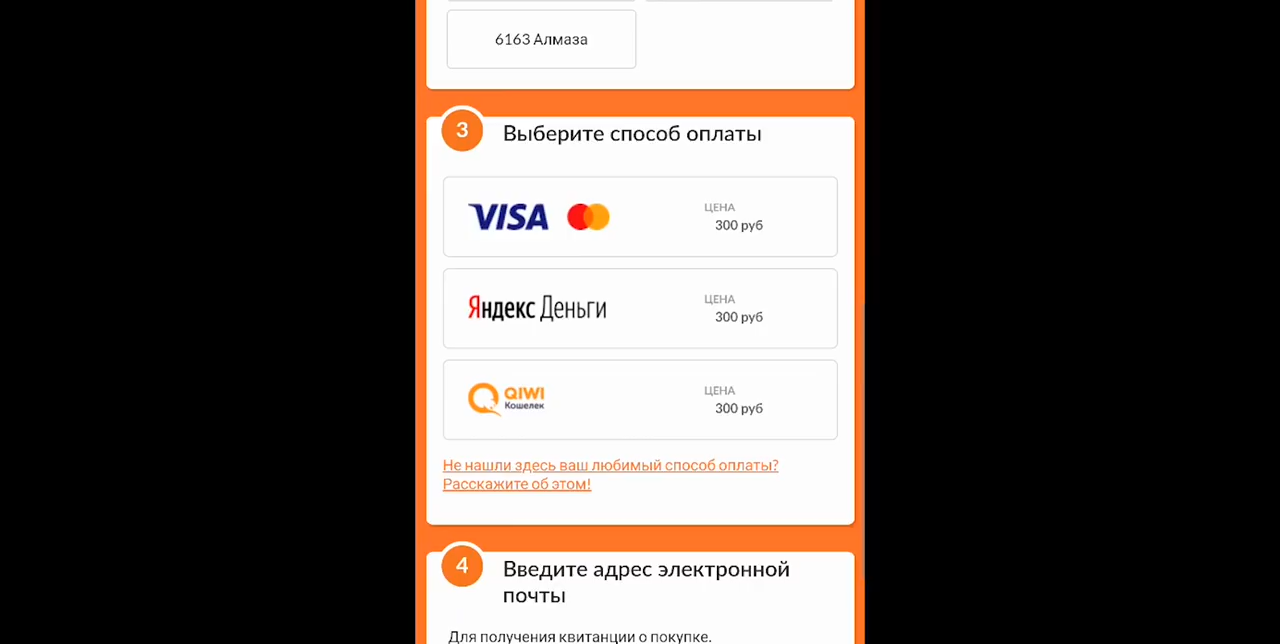 6163 Алмаза
3
Выберите способ оплаты
VISA
ЦЕНА
300 руб
Яндекс Деньги
ЦЕНА
300 руб
QIWI
Кошелек
ЦЕНА
300 руб
Не нашли здесь ваш любимый способ оплаты?
Расскажите об этом!
4
Введите адрес электронной
почты
Для получения квитанции о покупке.